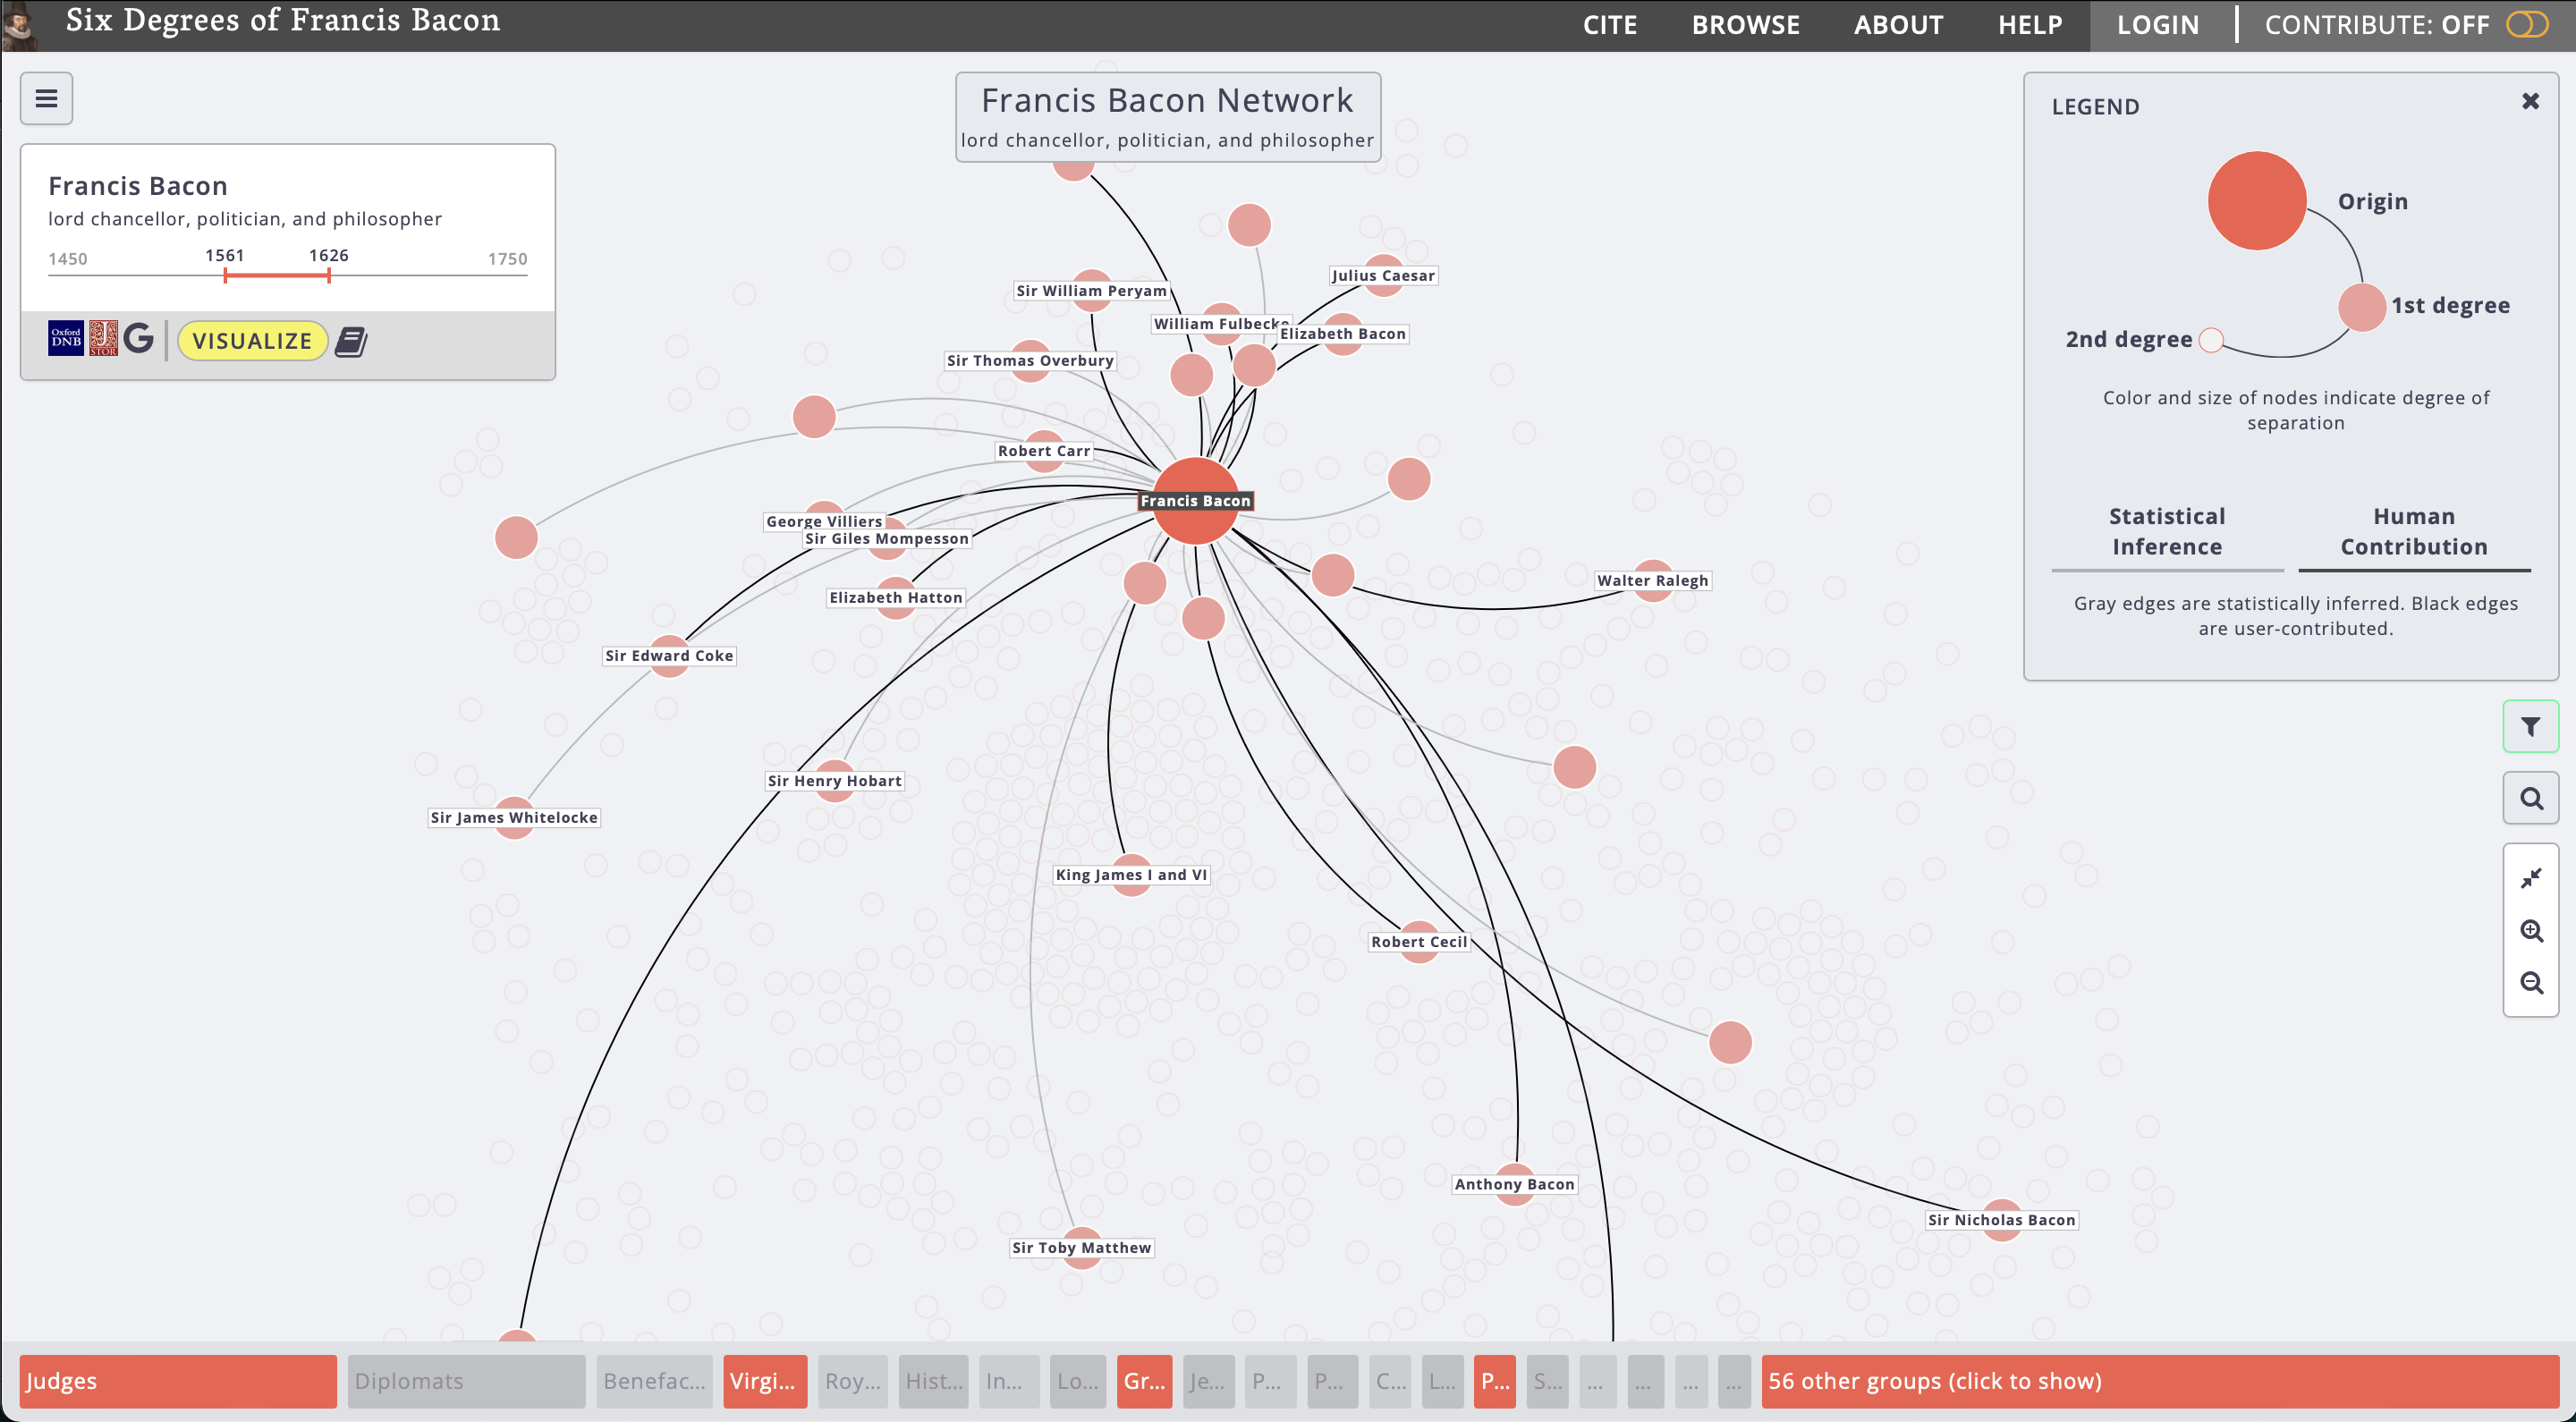 Six Degrees of Francis Bacon
CITE
BROWSE
ABOUT
HELP
LOGIN
CONTRIBUTE: OFF
Francis Bacon Network
lord chancellor, politician, and philosopher
Francis Bacon
lord chancellor, politician, and philosopher
1450
1561
1626
1750
Oxford
DNB
JSTOR
G
VISUALIZE
LEGEND
Origin
1st degree
2nd degree
Color and size of nodes indicate degree of
separation
Statistical
Inference
Human
Contribution
Gray edges are statistically inferred. Black edges
are user-contributed.
Julius Caesar
Sir William Peryam
William Fulbecke
Elizabeth Bacon
Sir Thomas Overbury
Robert Carr
Francis Bacon
George Villiers
Sir Giles Mompesson
Walter Ralegh
Elizabeth Hatton
Sir Edward Coke
Sir Henry Hobart
Sir James Whitelocke
King James I and VI
Robert Cecil
Anthony Bacon
Sir Nicholas Bacon
Sir Toby Matthew
Judges
Diplomats
Benefac...
Virgi...
Roy...
Hist...
In...
Lo...
Gr...
Je...
P...
P...
C...
L...
P...
S...
...
...
...
...
56 other groups (click to show)